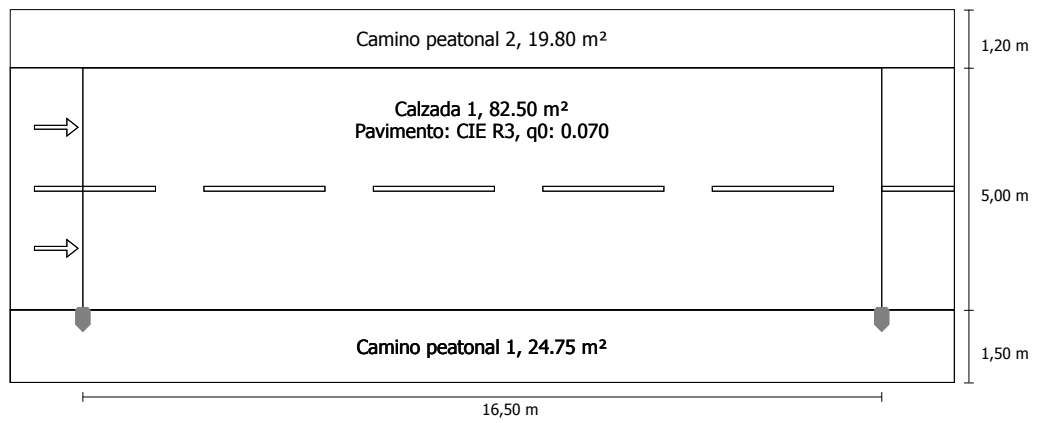 Camino peatonal 2, 19.80 m²
1,20 m
Calzada 1, 82.50 m²
Pavimento: CIE R3, q0: 0.070
5,00 m
Camino peatonal 1, 24.75 m²
1,50 m
16,50 m